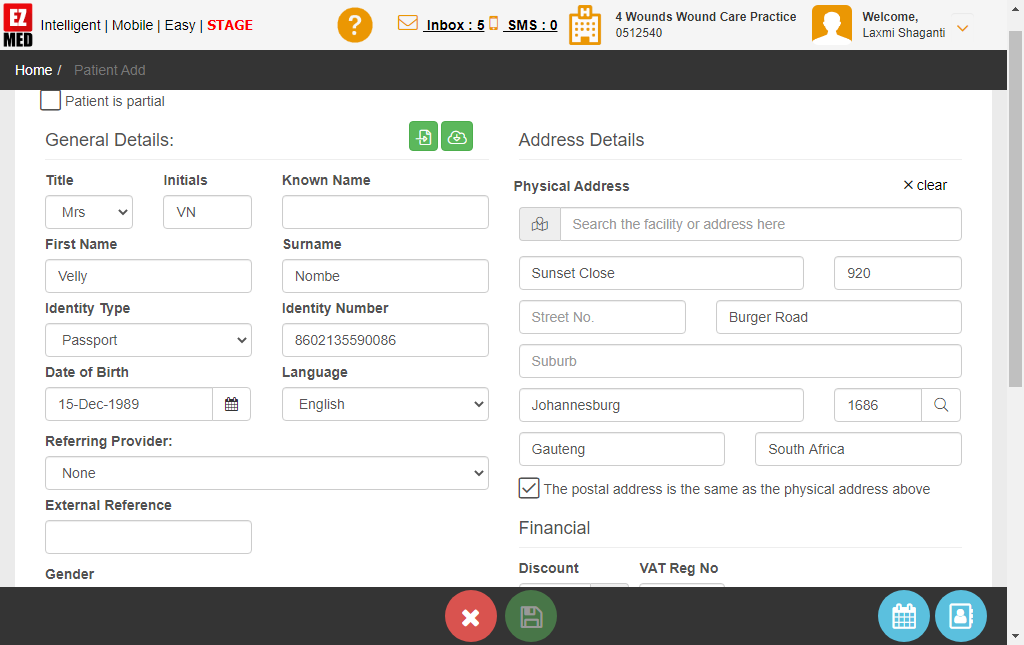 EZ
MED
Intelligent | Mobile | Easy | STAGE
?
Inbox : 5
SMS : 0
H
4 Wounds Wound Care Practice
0512540
Welcome,
Laxmi Shaganti
Home / Patient Add
Patient is partial
General Details:
Title
Initials
Known Name
Mrs
VN
First Name
Surname
Velly
Nombe
Identity Type
Identity Number
Passport
8602135590086
Date of Birth
Language
15-Dec-1989
English
Referring Provider:
None
External Reference
Gender
Address Details
Physical Address
× clear
Search the facility or address here
Sunset Close
920
Street No.
Burger Road
Suburb
Johannesburg
1686
Gauteng
South Africa
The postal address is the same as the physical address above
Financial
Discount
VAT Reg No